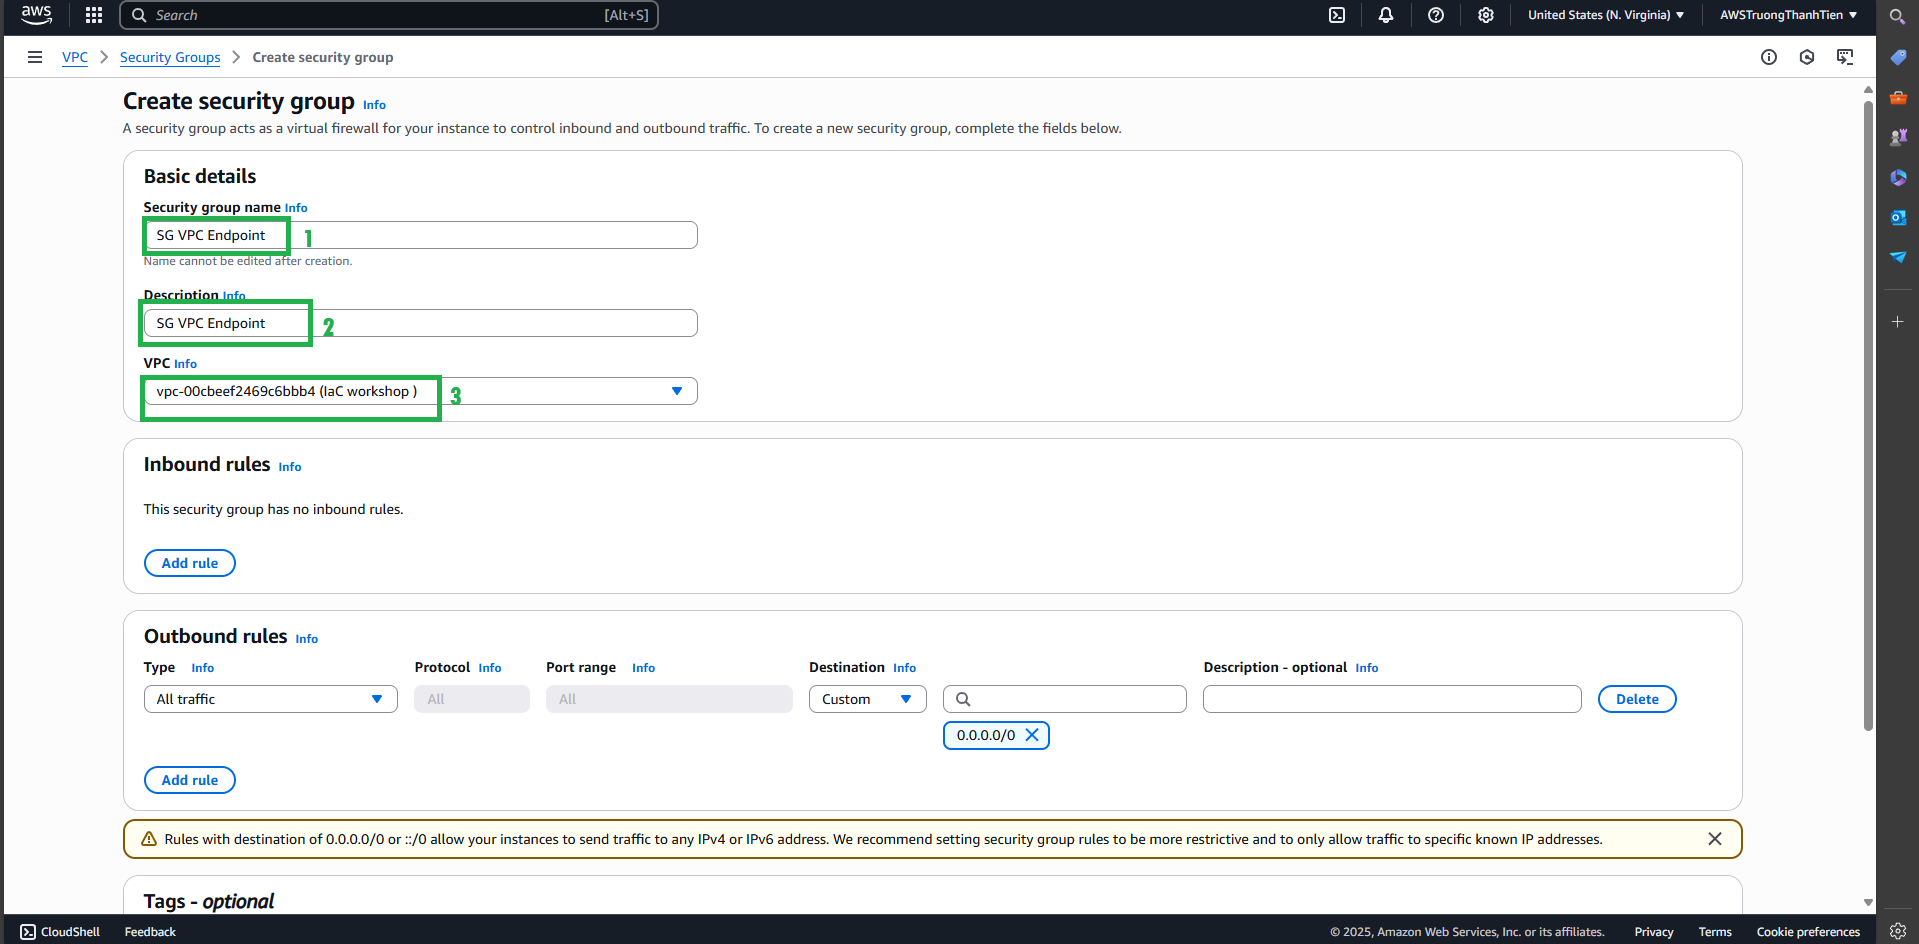 aws Search [Alt+S] United States (N. Virginia) AWSTruongThanhTien
VPC Security Groups Create security group
Create security group Info
A security group acts as a virtual firewall for your instance to control inbound and outbound traffic. To create a new security group, complete the fields below.
Basic details
Security group name Info
SG VPC Endpoint 1
Name cannot be edited after creation.
Description Info
SG VPC Endpoint 2
VPC Info
vpc-00cbeef2469c6bbb4 (IaC workshop ) 3
Inbound rules Info
This security group has no inbound rules.
Add rule
Outbound rules Info
Type Info Protocol Info Port range Info Destination Info Description - optional Info
All traffic All All Custom Delete
0.0.0.0/0
Add rule
Rules with destination of 0.0.0.0/0 or ::/0 allow your instances to send traffic to any IPv4 or IPv6 address. We recommend setting security group rules to be more restrictive and to only allow traffic to specific known IP addresses.
Tags - optional
CloudShell Feedback © 2025, Amazon Web Services, Inc. or its affiliates. Privacy Terms Cookie preferences